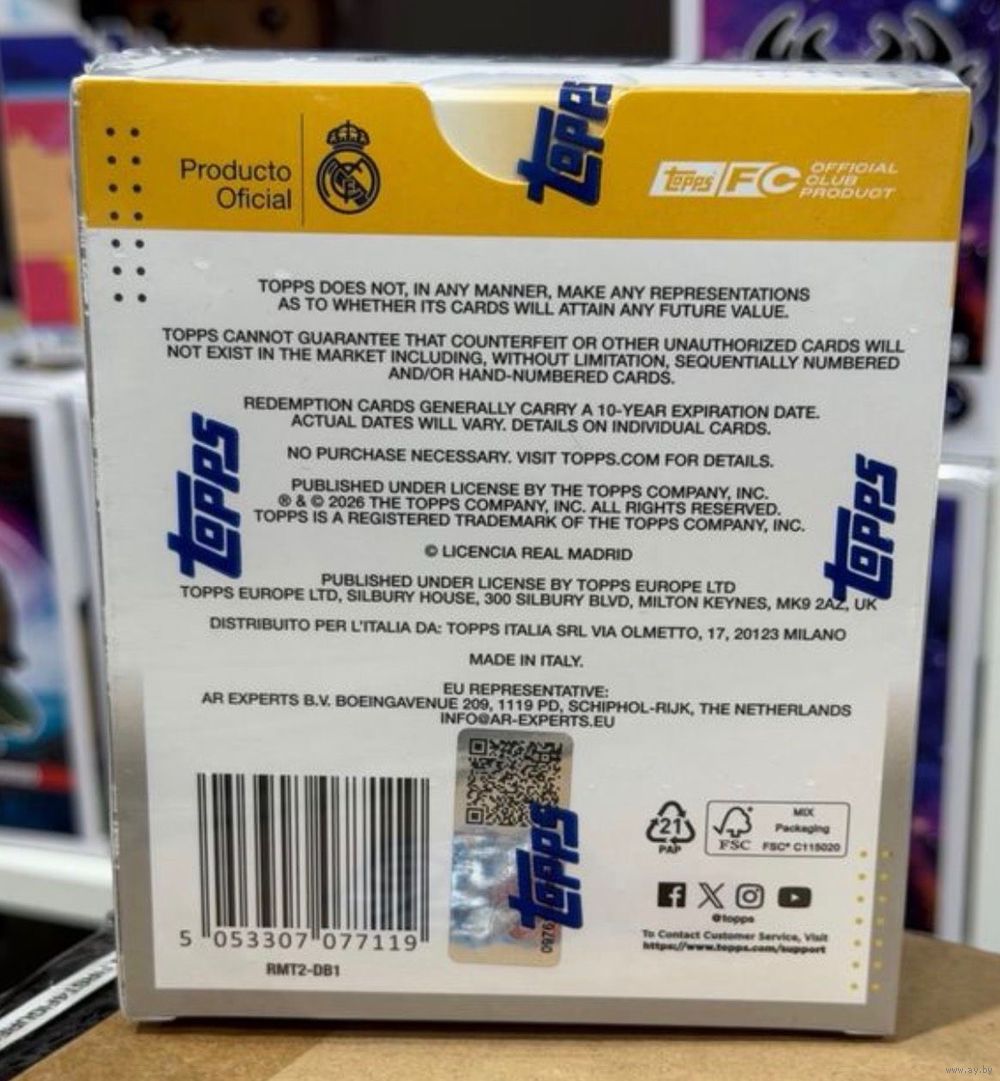 topps
Producto
Oficial
topps FC OFFICIAL
CLUB
PRODUCT
TOPPS DOES NOT, IN ANY MANNER, MAKE ANY REPRESENTATIONS
AS TO WHETHER ITS CARDS WILL ATTAIN ANY FUTURE VALUE.
TOPPS CANNOT GUARANTEE THAT COUNTERFEIT OR OTHER UNAUTHORIZED CARDS WILL
NOT EXIST IN THE MARKET INCLUDING, WITHOUT LIMITATION, SEQUENTIALLY NUMBERED
AND/OR HAND-NUMBERED CARDS.
REDEMPTION CARDS GENERALLY CARRY A 10-YEAR EXPIRATION DATE.
ACTUAL DATES WILL VARY. DETAILS ON INDIVIDUAL CARDS.
NO PURCHASE NECESSARY. VISIT TOPPS.COM FOR DETAILS.
PUBLISHED UNDER LICENSE BY THE TOPPS COMPANY, INC.
® & © 2026 THE TOPPS COMPANY, INC. ALL RIGHTS RESERVED.
TOPPS IS A REGISTERED TRADEMARK OF THE TOPPS COMPANY, INC.
topps
topps
© LICENCIA REAL MADRID
PUBLISHED UNDER LICENSE BY TOPPS EUROPE LTD
TOPPS EUROPE LTD, SILBURY HOUSE, 300 SILBURY BLVD, MILTON KEYNES, MK9 2AZ, UK
DISTRIBUITO PER L'ITALIA DA: TOPPS ITALIA SRL VIA OLMETTO, 17, 20123 MILANO
MADE IN ITALY.
EU REPRESENTATIVE:
AR EXPERTS B.V. BOEINGAVENUE 209, 1119 PD, SCHIPHOL-RIJK, THE NETHERLANDS
INFO@AR-EXPERTS.EU
topps
21
PAP
FSC
MIX
Packaging
FSC® C115020
@topps
To Contact Customer Service, Visit
https://www.topps.com/support
5 053307 077119
RMT2-DB1
www.ay.by